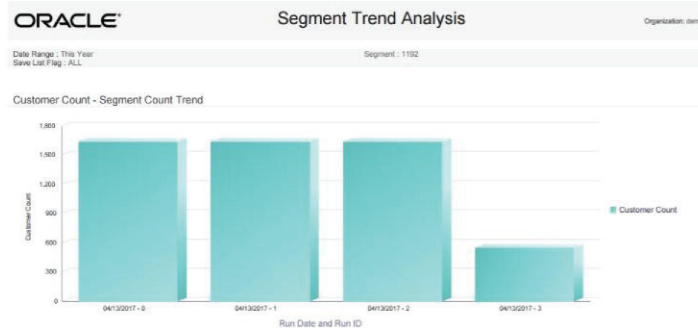 ORACLE
Segment Trend Analysis
Organization: dem
Date Range : This Year
Segment : 1192
Save List Flag : ALL
Customer Count - Segment Count Trend
1,800
1,500
1,200
900
600
300
0
Customer Count
04/13/2017 - 0
04/13/2017 - 1
04/13/2017 - 2
04/13/2017 - 3
Run Date and Run ID
Customer Count